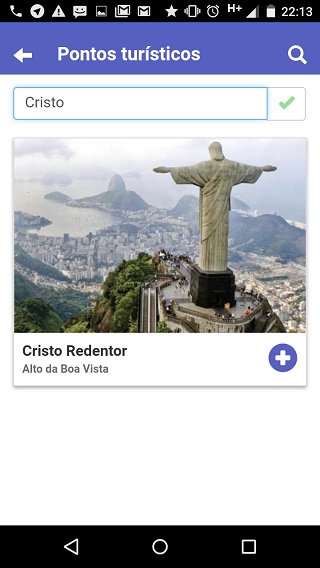 H+ 22:13
Pontos turísticos
Cristo
Cristo Redentor
Alto da Boa Vista